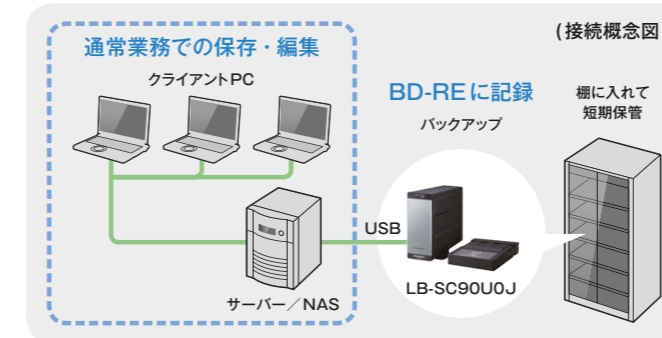 (接続概念図
通常業務での保存・編集
クライアントPC
BD-REに記録
バックアップ
棚に入れて
短期保管
USB
LB-SC90U0J
サーバー／NAS